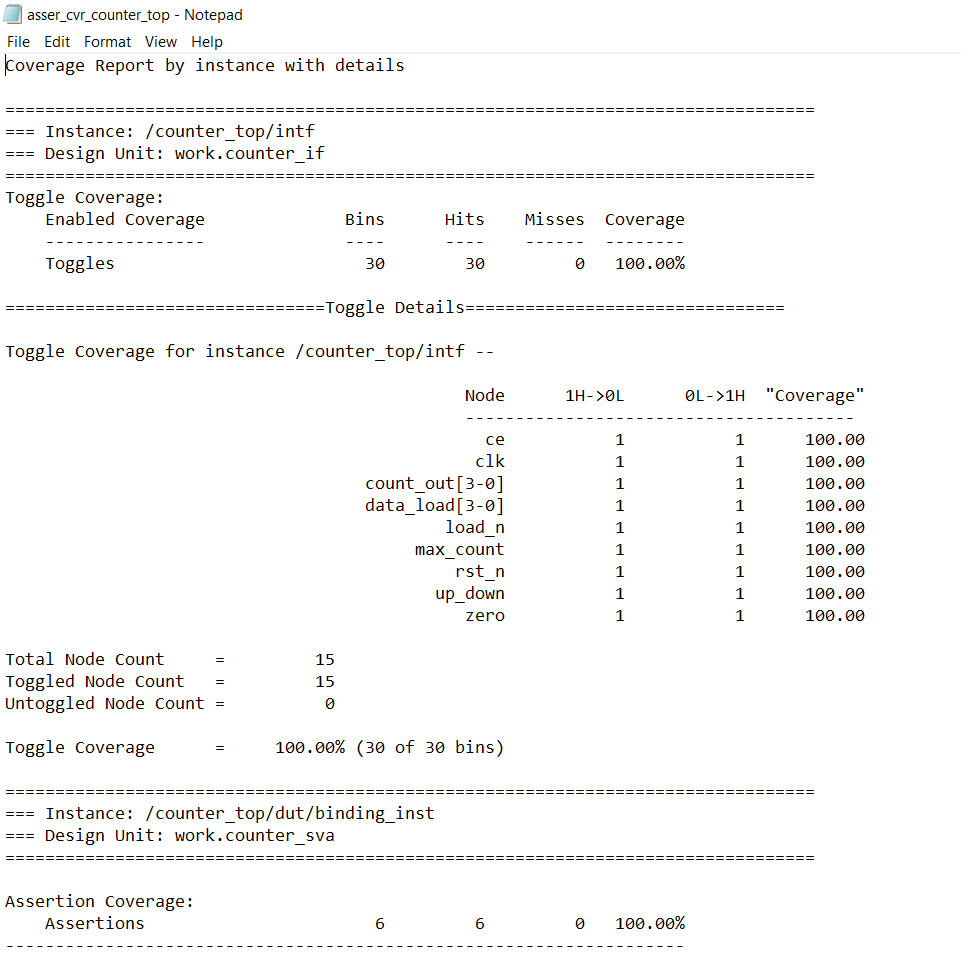 asser_cvr_counter_top - Notepad
File Edit Format View Help
Coverage Report by instance with details
=================================================================================
=== Instance: /counter_top/intf
=== Design Unit: work.counter_if
=================================================================================
Toggle Coverage:
    Enabled Coverage              Bins      Hits    Misses  Coverage
    ----------------              ----      ----    ------  --------
    Toggles                         30        30         0   100.00%
================================Toggle Details================================
Toggle Coverage for instance /counter_top/intf --
                                              Node      1H->0L      0L->1H  "Coverage"
                                              ---------------------------------------
                                                ce           1           1      100.00
                                               clk           1           1      100.00
                                    count_out[3-0]           1           1      100.00
                                    data_load[3-0]           1           1      100.00
                                            load_n           1           1      100.00
                                         max_count           1           1      100.00
                                             rst_n           1           1      100.00
                                           up_down           1           1      100.00
                                              zero           1           1      100.00
Total Node Count     =         15
Toggled Node Count   =         15
Untoggled Node Count =          0
Toggle Coverage      =     100.00% (30 of 30 bins)
=================================================================================
=== Instance: /counter_top/dut/binding_inst
=== Design Unit: work.counter_sva
=================================================================================
Assertion Coverage:
    Assertions                       6         6         0   100.00%
--------------------------------------------------------------------